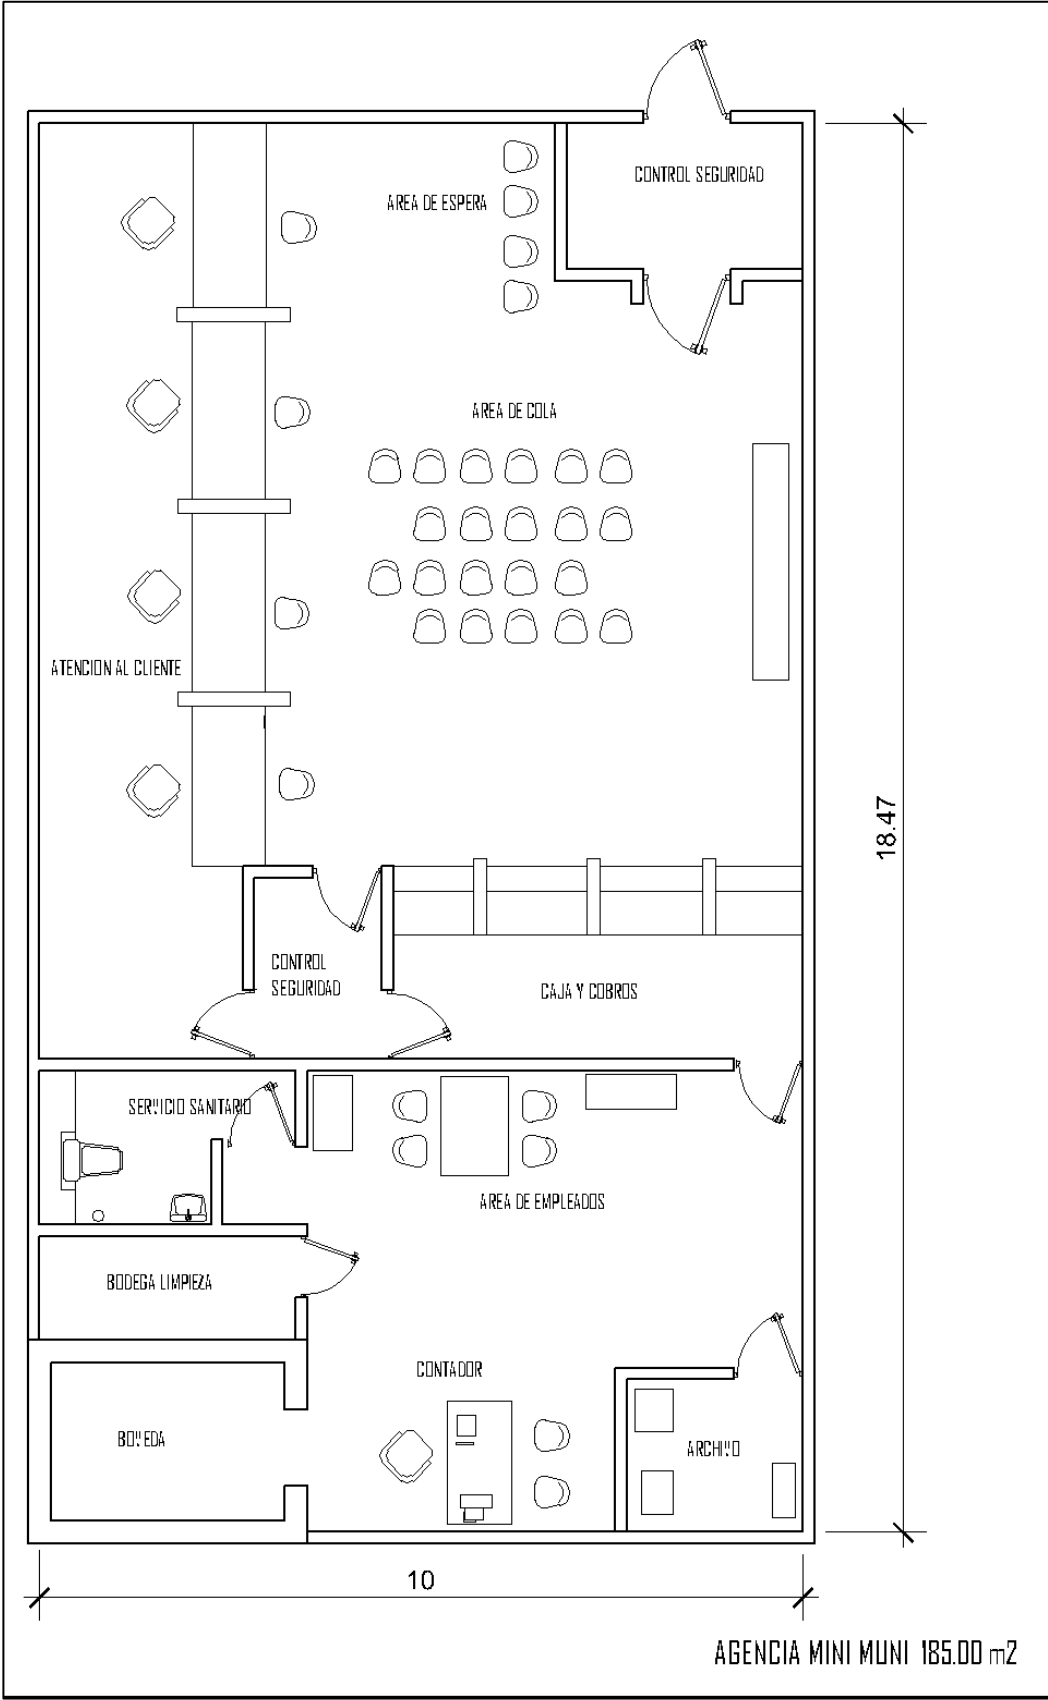 CONTROL SEGURIDAD
AREA DE ESPERA
AREA DE COLA
ATENCION AL CLIENTE
18.47
CONTROL
SEGURIDAD
CAJA Y COBROS
SERVICIO SANITARIO
AREA DE EMPLEADOS
BODEGA LIMPIEZA
CONTADOR
BOVEDA
ARCHIVO
10
AGENCIA MINI MUNI 185.00 m2